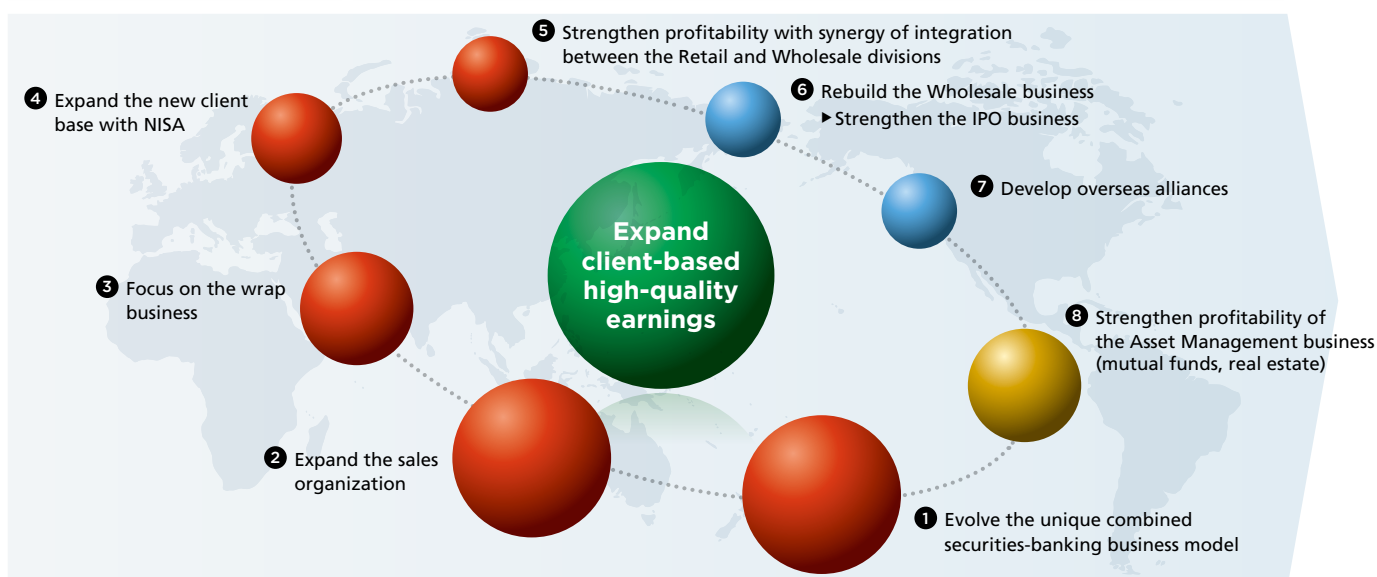 5 Strengthen profitability with synergy of integration
between the Retail and Wholesale divisions
4 Expand the new client
base with NISA
6 Rebuild the Wholesale business
▶Strengthen the IPO business
7 Develop overseas alliances
Expand
client-based
high-quality
earnings
3 Focus on the wrap
business
8 Strengthen profitability of
the Asset Management business
(mutual funds, real estate)
2 Expand the sales
organization
1 Evolve the unique combined
securities-banking business model